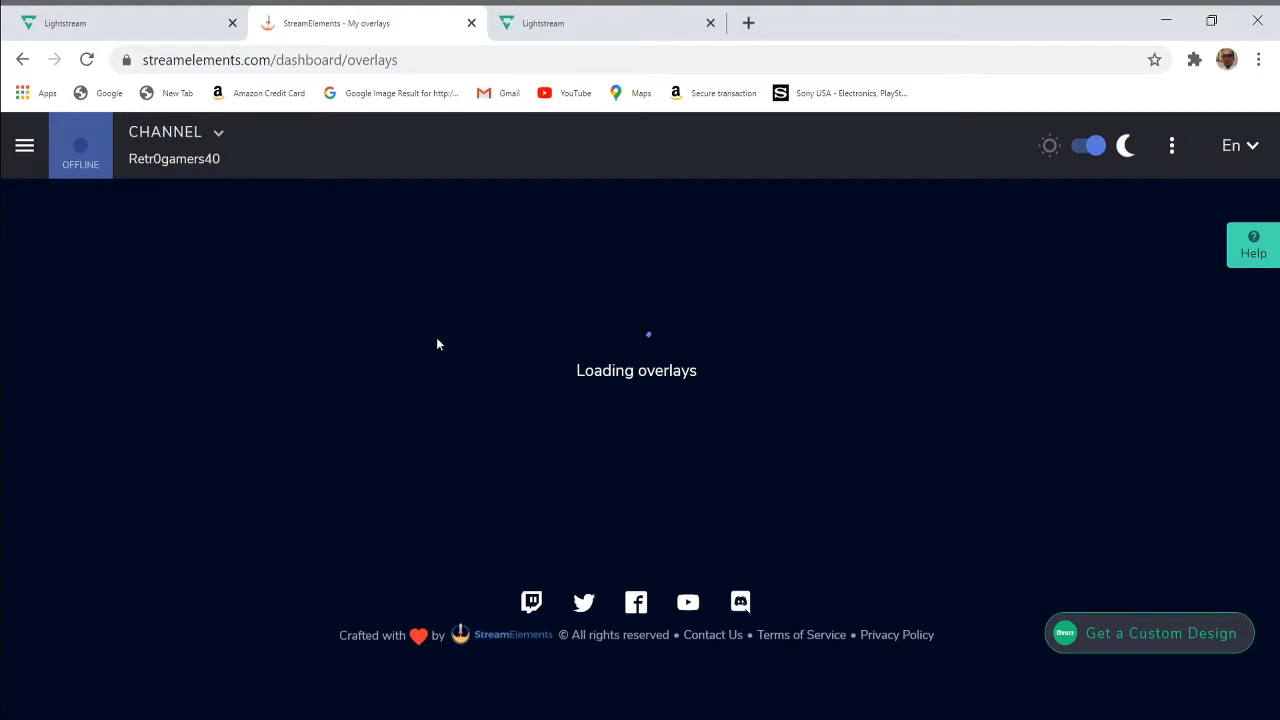 Lightstream
StreamElements - My overlays
Lightstream
streamelements.com/dashboard/overlays
Apps
Google
New Tab
Amazon Credit Card
Google Image Result for http:/...
Gmail
YouTube
Maps
Secure transaction
Sony USA - Electronics, PlaySt...
OFFLINE
CHANNEL
Retr0gamers40
En
Help
Loading overlays
Crafted with by StreamElements © All rights reserved • Contact Us • Terms of Service • Privacy Policy
fiverr Get a Custom Design